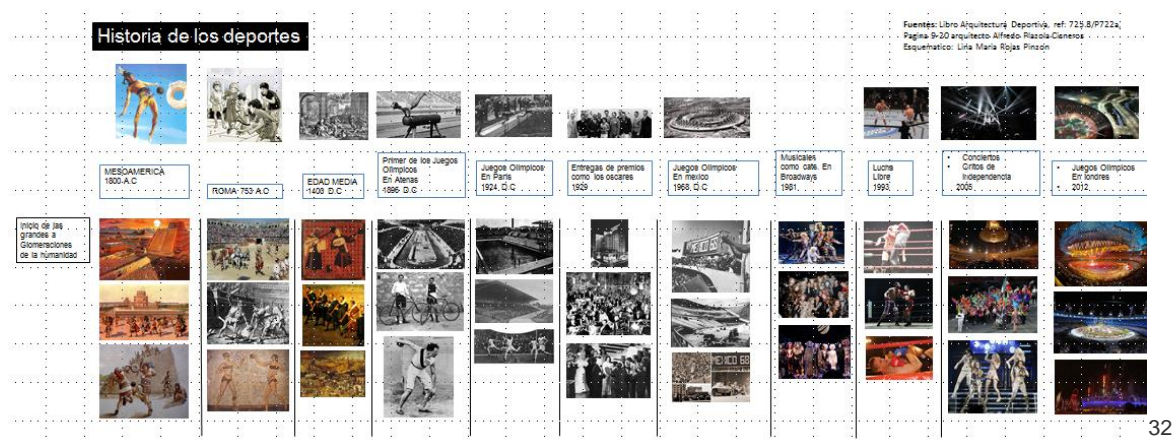 Historia de los deportes
Fuentes: Libro Arquitectura Deportiva, ref: 725.8/P722a,
Pagina 9-20 arquitecto Alfredo Plazola Cisneros
Esquematico: Lina Maria Rojas Pinzon
MESOAMERICA
1800-A.C
ROMA 753 A.C
EDAD MEDIA
1408 D.C
Primer de los Juegos
Olimpicos
En Atenas
1896 D.C
Juegos Olimpicos
En Paris
1924, D.C
Entregas de premios
como los oscares
1929
Juegos Olimpicos
En mexico
1968, D.C
Musicales
como cats. En
Broadways
1981
Lucha
Libre
1993
• Conciertos
• Gritos de
Independencia
2005
• Juegos Olimpicos
En londres
• 2012
Inicio de las
grandes a
Glomeraciones
de la humanidad
MEXICO 68
32